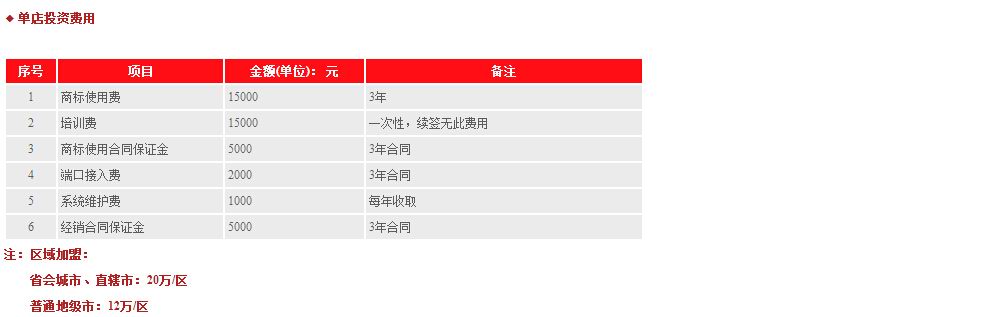 ◆ 单店投资费用
序号 项目 金额(单位)：元 备注
1 商标使用费 15000 3年
2 培训费 15000 一次性，续签无此费用
3 商标使用合同保证金 5000 3年合同
4 端口接入费 2000 3年合同
5 系统维护费 1000 每年收取
6 经销合同保证金 5000 3年合同
注：区域加盟：
省会城市、直辖市：20万/区
普通地级市：12万/区